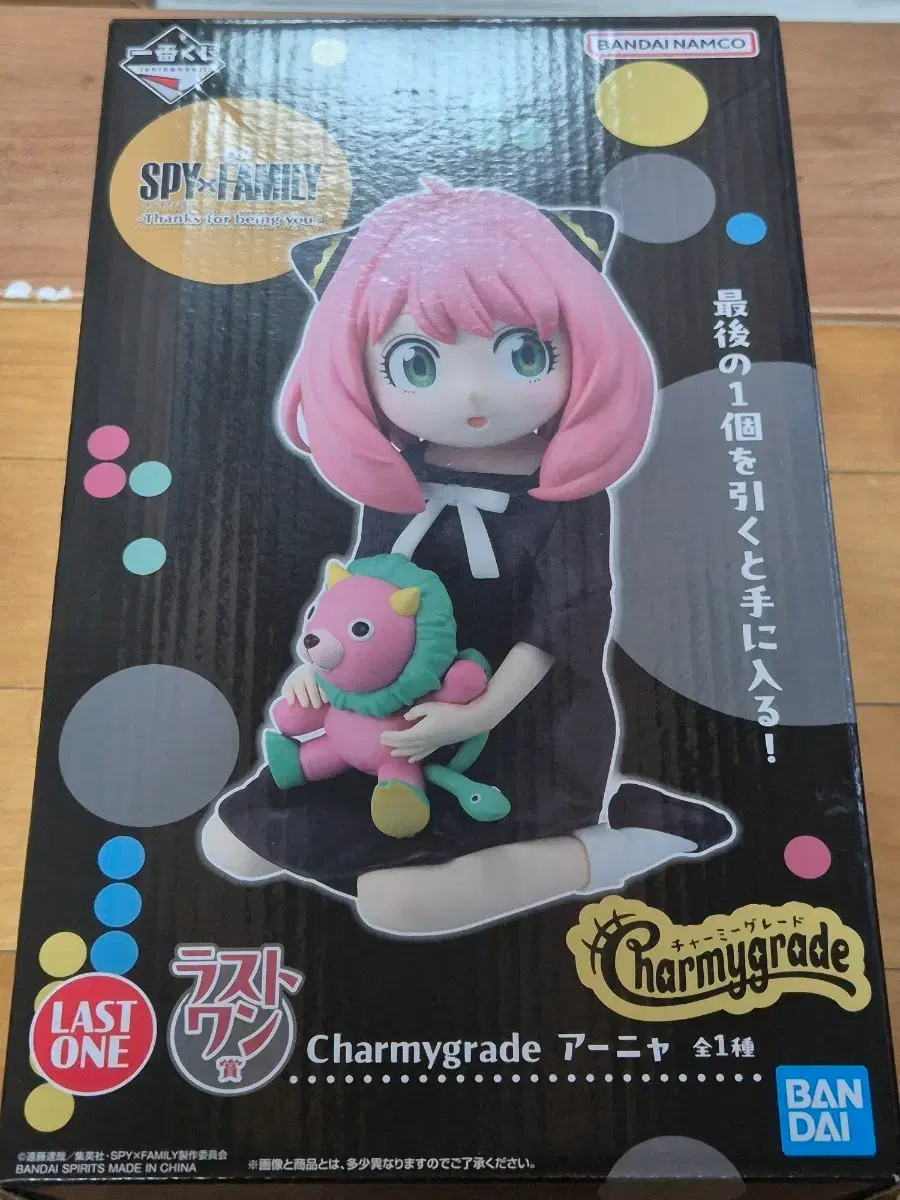 一番くじ
ichibankuji
BANDAI NAMCO
SPY×FAMILY
-Thanks for being you-
最後の1個を引くと手に入る!
チャーミーグレード
Charmygrade
LAST
ONE
ラスト
ワン
賞
Charmygrade アーニャ 全1種
BAN
DAI
©遠藤達哉/集英社・SPY×FAMILY製作委員会
BANDAI SPIRITS MADE IN CHINA
※画像と商品とは、多少異なりますのでご了承ください。